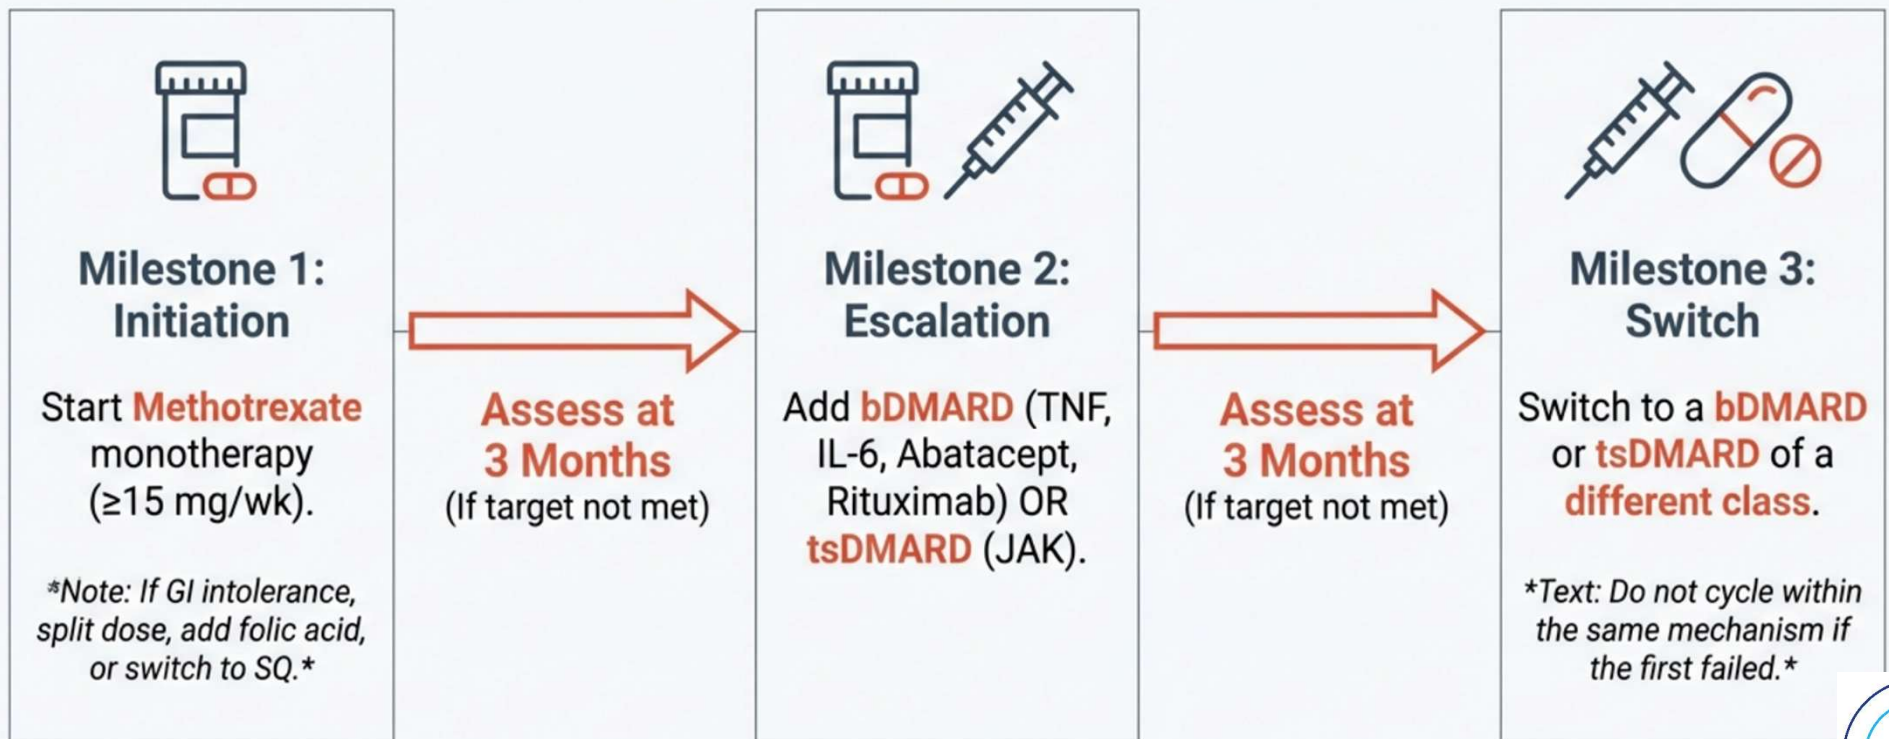 Milestone 1:
Initiation
Start Methotrexate
monotherapy
(≥15 mg/wk).
*Note: If GI intolerance,
split dose, add folic acid,
or switch to SQ.*
Assess at
3 Months
(If target not met)
Milestone 2:
Escalation
Add bDMARD (TNF,
IL-6, Abatacept,
Rituximab) OR
tsDMARD (JAK).
Assess at
3 Months
(If target not met)
Milestone 3:
Switch
Switch to a bDMARD
or tsDMARD of a
different class.
*Text: Do not cycle within
the same mechanism if
the first failed.*